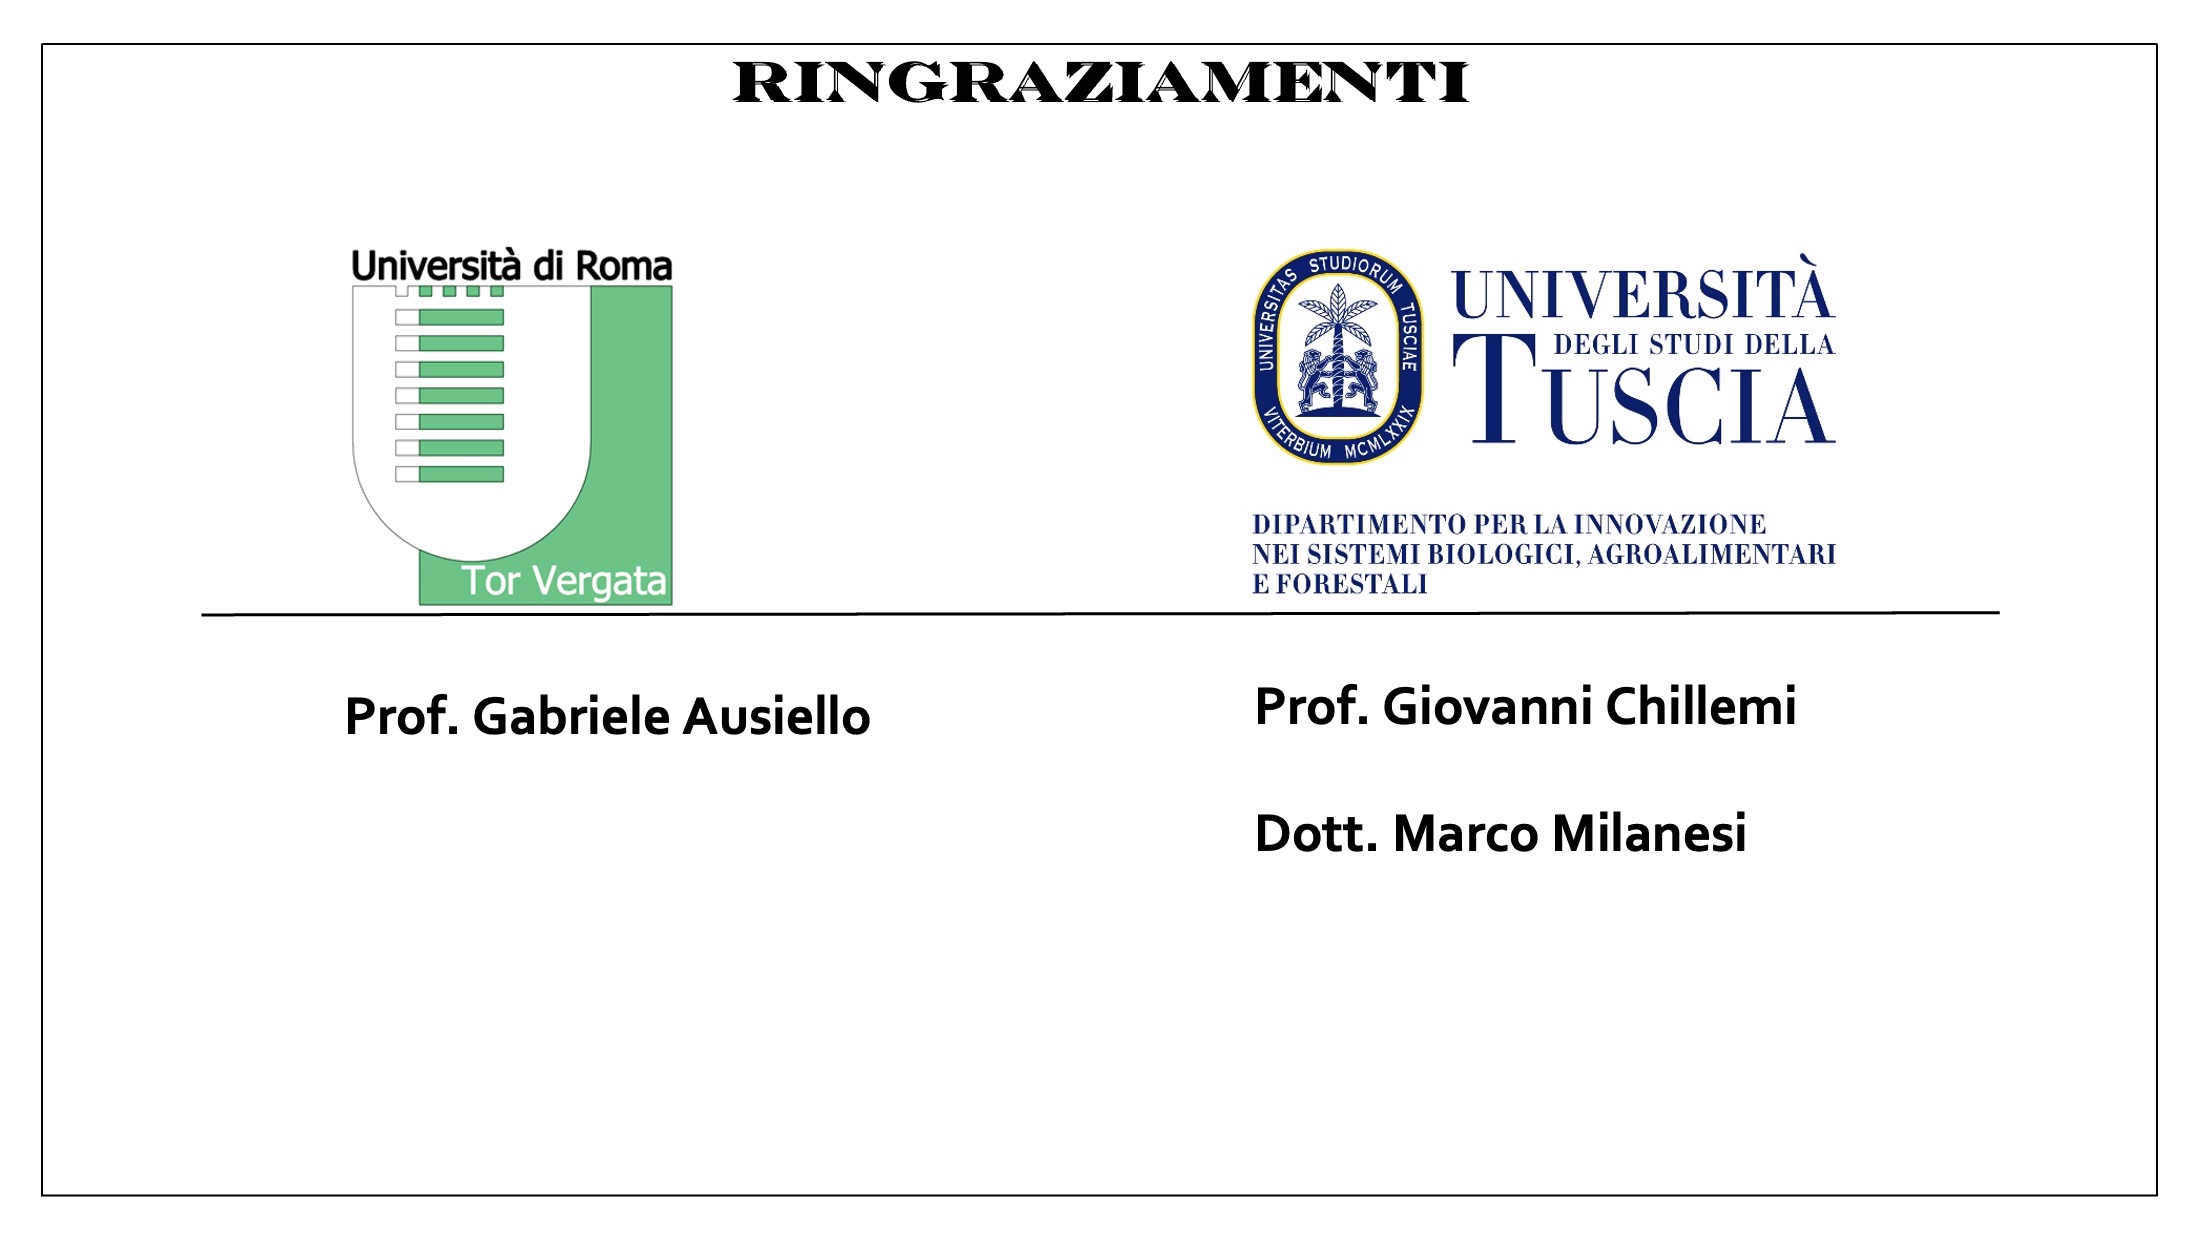 RINGRAZIAMENTI
Università di Roma
Tor Vergata
UNIVERSITAS STUDIORUM TUSCIAE
VITERBIUM MCMLXXIX
UNIVERSITÀ
DEGLI STUDI DELLA
TUSCIA
DIPARTIMENTO PER LA INNOVAZIONE
NEI SISTEMI BIOLOGICI, AGROALIMENTARI
E FORESTALI
Prof. Gabriele Ausiello
Prof. Giovanni Chillemi
Dott. Marco Milanesi